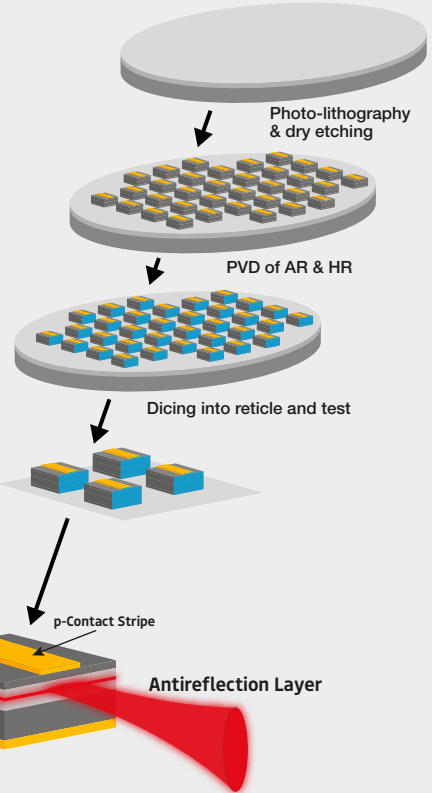 Photo-lithography
& dry etching
PVD of AR & HR
Dicing into reticle and test
p-Contact Stripe
Antireflection Layer